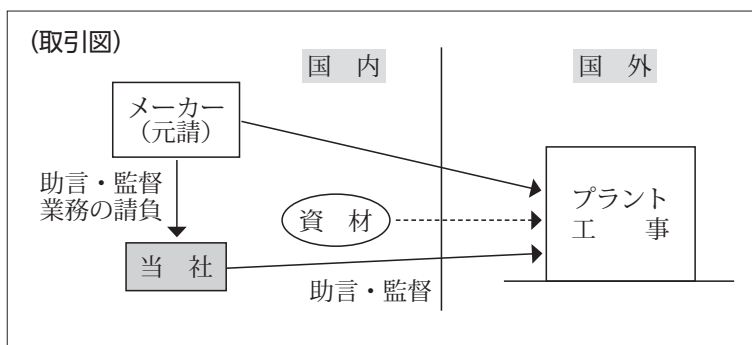 (取引図)
国　内
国　外
メーカー
(元請)
助言・監督
業務の請負
資　材
プラント
工　　事
当　社
助言・監督